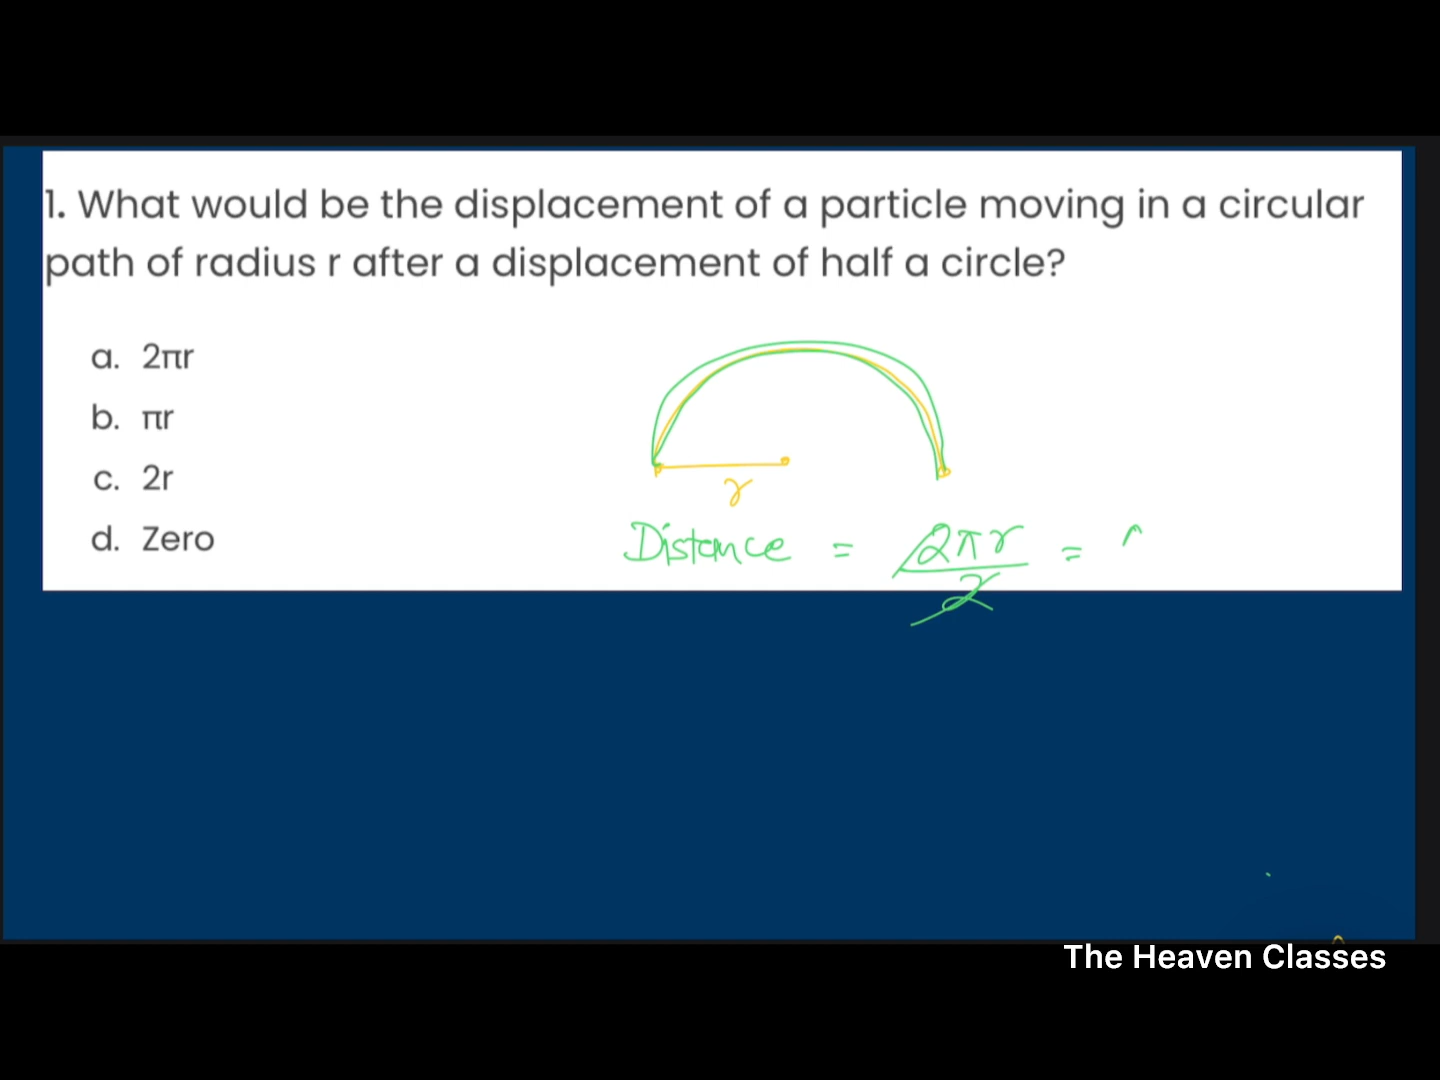 1. What would be the displacement of a particle moving in a circular
path of radius r after a displacement of half a circle?
a. 2πr
b. πr
c. 2r
d. Zero
r
Distance = 2πr/2 =
The Heaven Classes